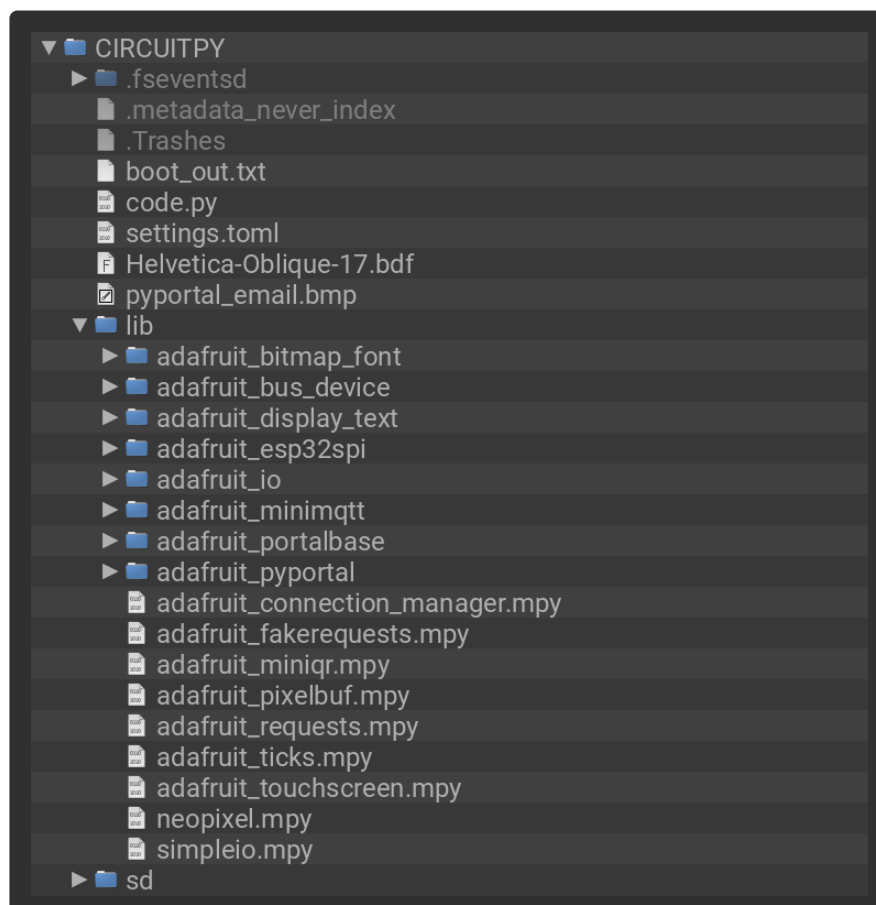 CIRCUITPY
.fseventsd
.metadata_never_index
.Trashes
boot_out.txt
code.py
settings.toml
Helvetica-Oblique-17.bdf
pyportal_email.bmp
lib
adafruit_bitmap_font
adafruit_bus_device
adafruit_display_text
adafruit_esp32spi
adafruit_io
adafruit_minimqtt
adafruit_portalbase
adafruit_pyportal
adafruit_connection_manager.mpy
adafruit_fakerequests.mpy
adafruit_miniqr.mpy
adafruit_pixelbuf.mpy
adafruit_requests.mpy
adafruit_ticks.mpy
adafruit_touchscreen.mpy
neopixel.mpy
simpleio.mpy
sd